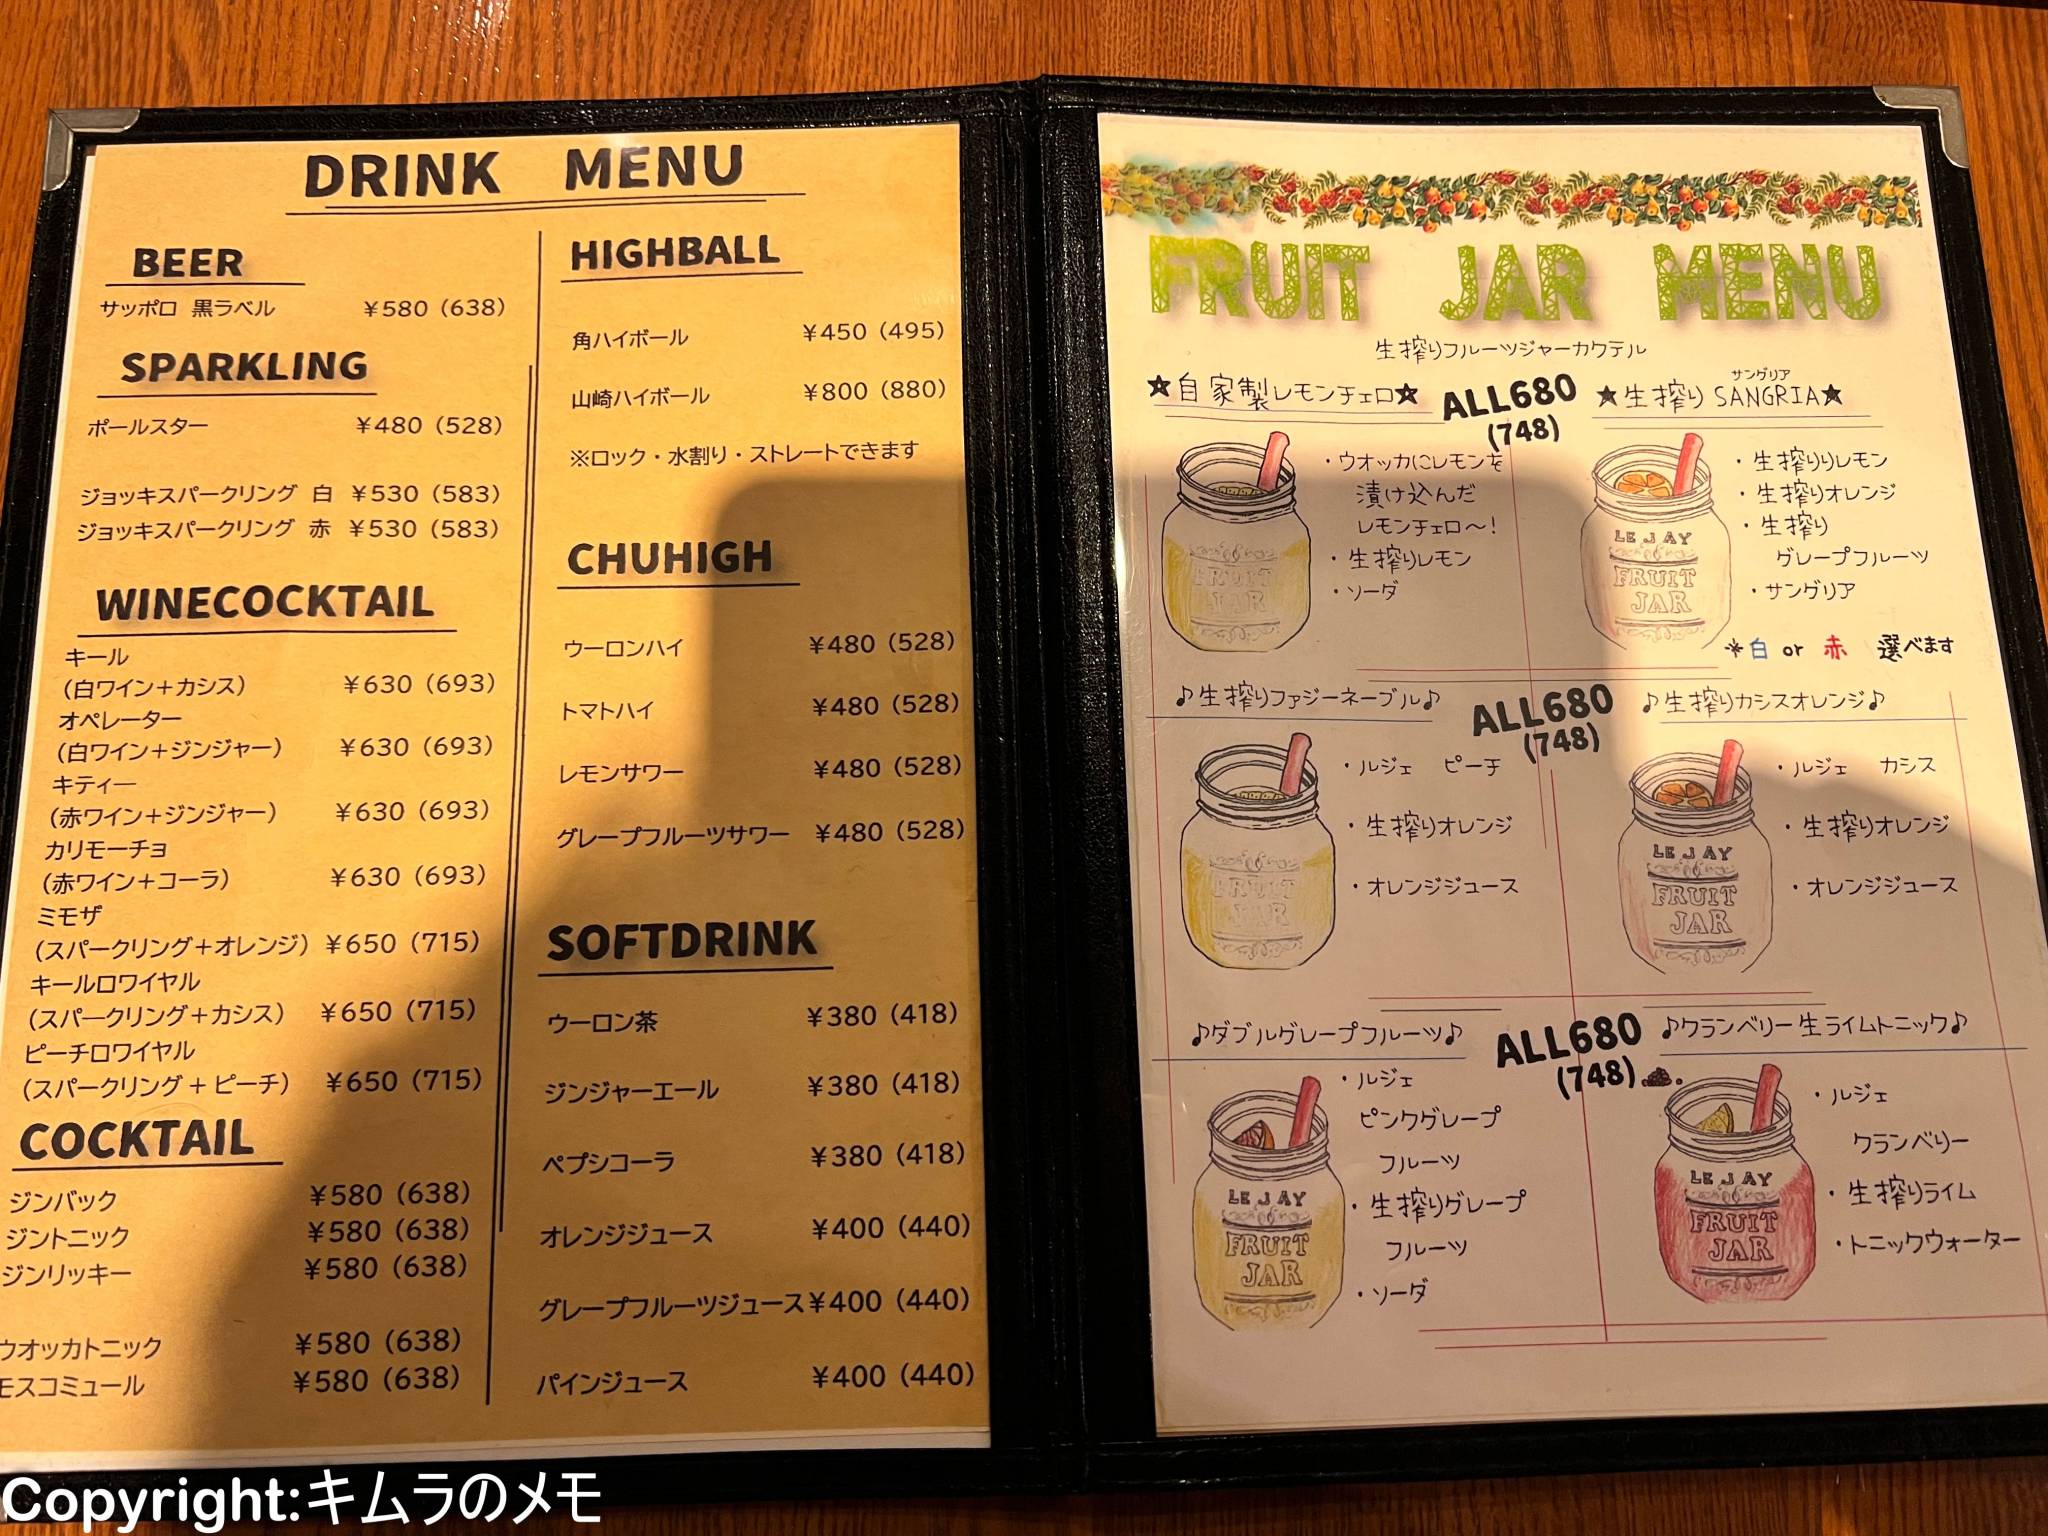 DRINK MENU
BEER
サッポロ 黒ラベル ¥580 (638)
SPARKLING
ポールスター ¥480 (528)
ジョッキスパークリング 白 ¥530 (583)
ジョッキスパークリング 赤 ¥530 (583)
WINECOCKTAIL
キール
(白ワイン+カシス) ¥630 (693)
オペレーター
(白ワイン+ジンジャー) ¥630 (693)
キティー
(赤ワイン+ジンジャー) ¥630 (693)
カリモーチョ
(赤ワイン+コーラ) ¥630 (693)
ミモザ
(スパークリング+オレンジ) ¥650 (715)
キールロワイヤル
(スパークリング+カシス) ¥650 (715)
ピーチロワイヤル
(スパークリング+ピーチ) ¥650 (715)
COCKTAIL
ジンバック ¥580 (638)
ジントニック ¥580 (638)
ジンリッキー ¥580 (638)
ウオッカトニック ¥580 (638)
モスコミュール ¥580 (638)
HIGHBALL
角ハイボール ¥450 (495)
山崎ハイボール ¥800 (880)
※ロック・水割り・ストレートできます
CHUHIGH
ウーロンハイ ¥480 (528)
トマトハイ ¥480 (528)
レモンサワー ¥480 (528)
グレープフルーツサワー ¥480 (528)
SOFTDRINK
ウーロン茶 ¥380 (418)
ジンジャーエール ¥380 (418)
ペプシコーラ ¥380 (418)
オレンジジュース ¥400 (440)
グレープフルーツジュース ¥400 (440)
パインジュース ¥400 (440)
FRUIT JAR MENU
生搾りフルーツジャーカクテル
★自家製レモンチェロ★
ALL680
(748)
・ウオッカにレモンを
漬け込んだ
レモンチェロ〜!
・生搾りレモン
・ソーダ
FRUIT
JAR
サングリア
★生搾りSANGRIA★
・生搾りりレモン
・生搾りオレンジ
・生搾り
グレープフルーツ
・サングリア
※白 or 赤 選べます
LE JAY
FRUIT
JAR
♪生搾りファジーネーブル♪
ALL680
(748)
・ルジェ ピーチ
・生搾りオレンジ
・オレンジジュース
FRUIT
JAR
♪生搾りカシスオレンジ♪
・ルジェ カシス
・生搾りオレンジ
・オレンジジュース
LE JAY
FRUIT
JAR
♪ダブルグレープフルーツ♪
ALL680
(748)
・ルジェ
ピンクグレープ
フルーツ
・生搾りグレープ
フルーツ
・ソーダ
LE JAY
FRUIT
JAR
♪クランベリー生ライムトニック♪
・ルジェ
クランベリー
・生搾りライム
・トニックウォーター
LE JAY
FRUIT
JAR
Copyright:キムラのメモ